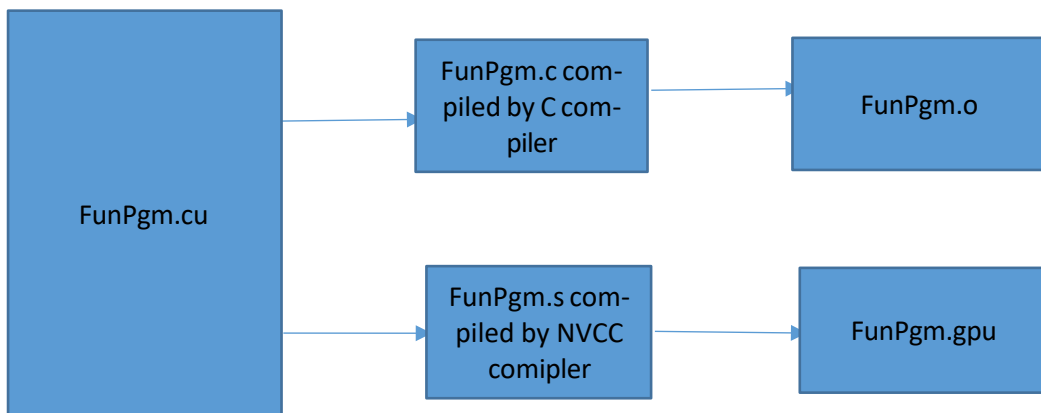 FunPgm.cu
FunPgm.c com-
piled by C com-
piler
FunPgm.o
FunPgm.s com-
piled by NVCC
comipler
FunPgm.gpu